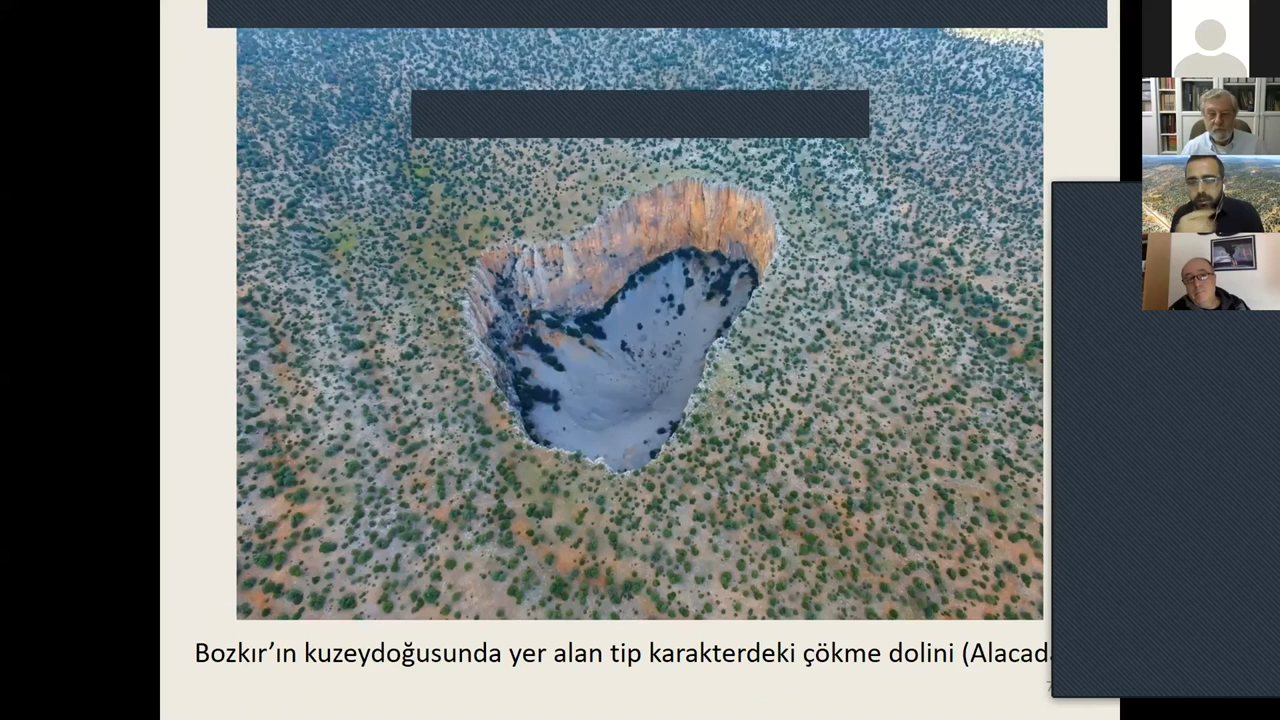 Bozkır’ın kuzeydoğusunda yer alan tip karakterdeki çökme dolini